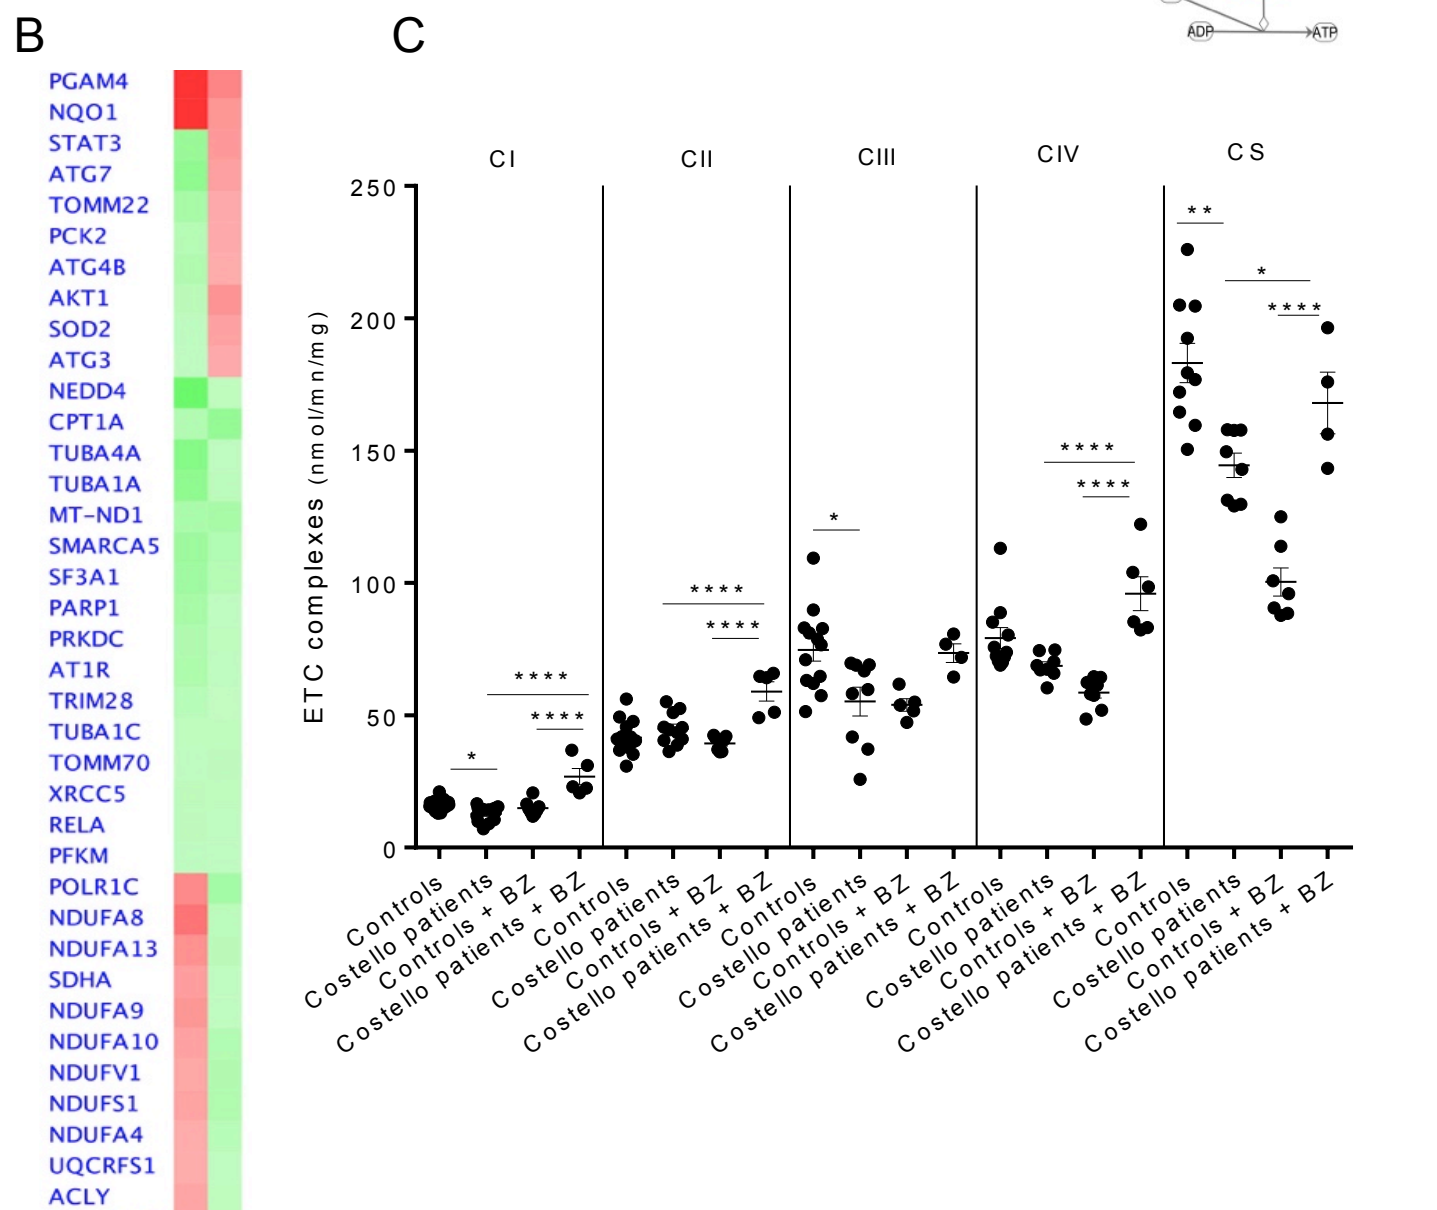 B
C
ADP
ATP
PGAM4
NQO1
STAT3
ATG7
TOMM22
PCK2
ATG4B
AKT1
SOD2
ATG3
NEDD4
CPT1A
TUBA4A
TUBA1A
MT-ND1
SMARCA5
SF3A1
PARP1
PRKDC
AT1R
TRIM28
TUBA1C
TOMM70
XRCC5
RELA
PFKM
POLR1C
NDUFA8
NDUFA13
SDHA
NDUFA9
NDUFA10
NDUFV1
NDUFS1
NDUFA4
UQCRFS1
ACLY
CI
CII
CIII
CIV
CS
ETC complexes (nmol/mn/mg)
250
200
150
100
50
0
*
****
****
****
****
*
****
****
**
*
****
Controls
Costello patients
Controls + BZ
Costello patients + BZ
Controls
Costello patients
Controls + BZ
Costello patients + BZ
Controls
Costello patients
Controls + BZ
Costello patients + BZ
Controls
Costello patients
Controls + BZ
Costello patients + BZ
Controls
Costello patients
Controls + BZ
Costello patients + BZ